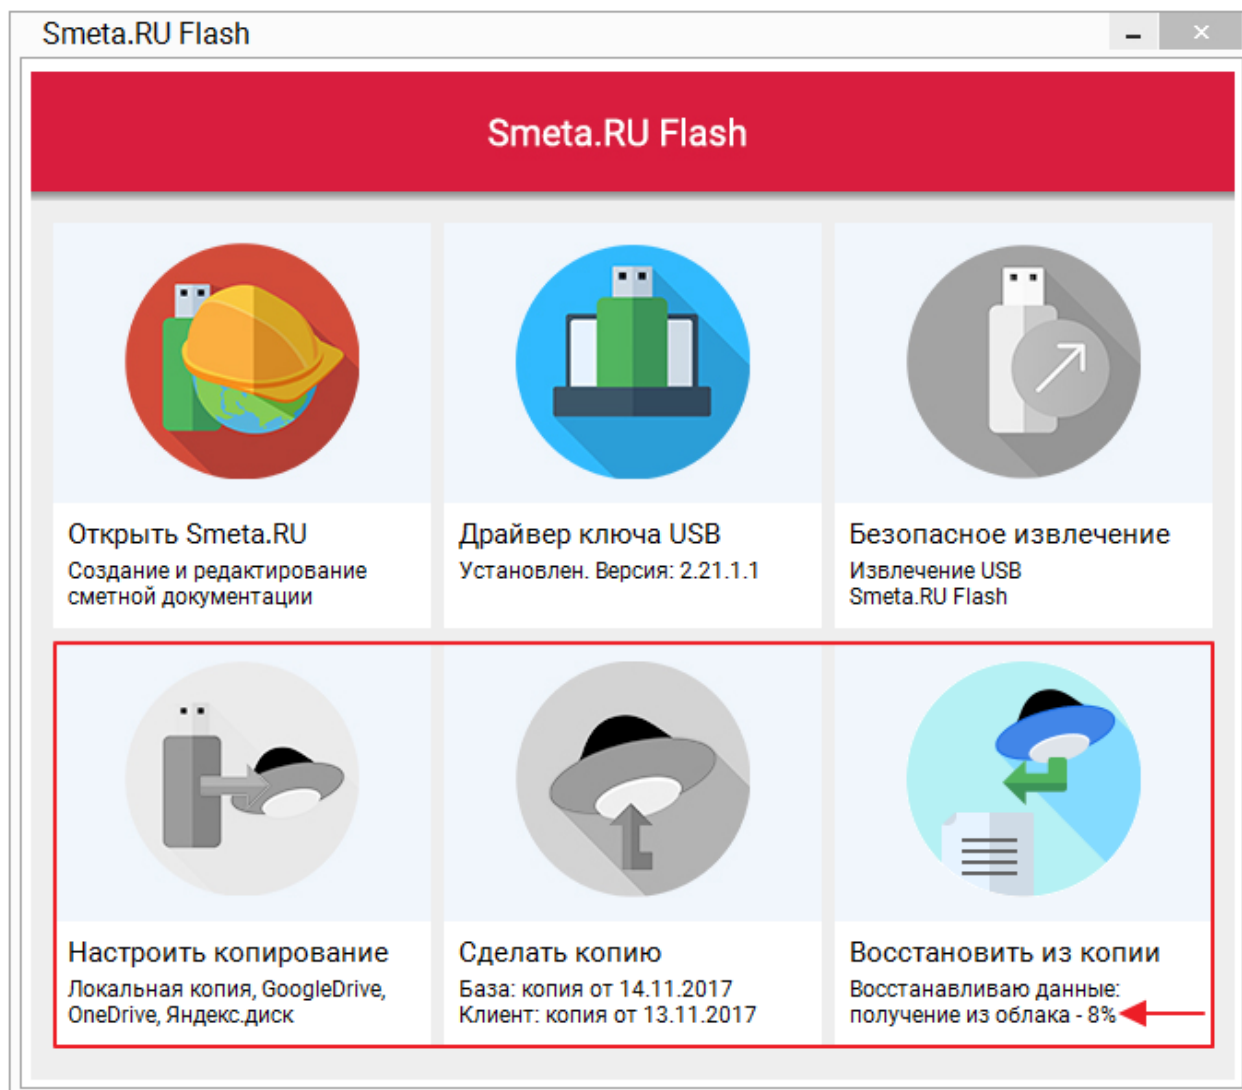 Smeta.RU Flash
Smeta.RU Flash
Открыть Smeta.RU
Создание и редактирование
сметной документации
Драйвер ключа USB
Установлен. Версия: 2.21.1.1
Безопасное извлечение
Извлечение USB
Smeta.RU Flash
Настроить копирование
Локальная копия, GoogleDrive,
OneDrive, Яндекс.диск
Сделать копию
База: копия от 14.11.2017
Клиент: копия от 13.11.2017
Восстановить из копии
Восстанавливаю данные:
получение из облака - 8%